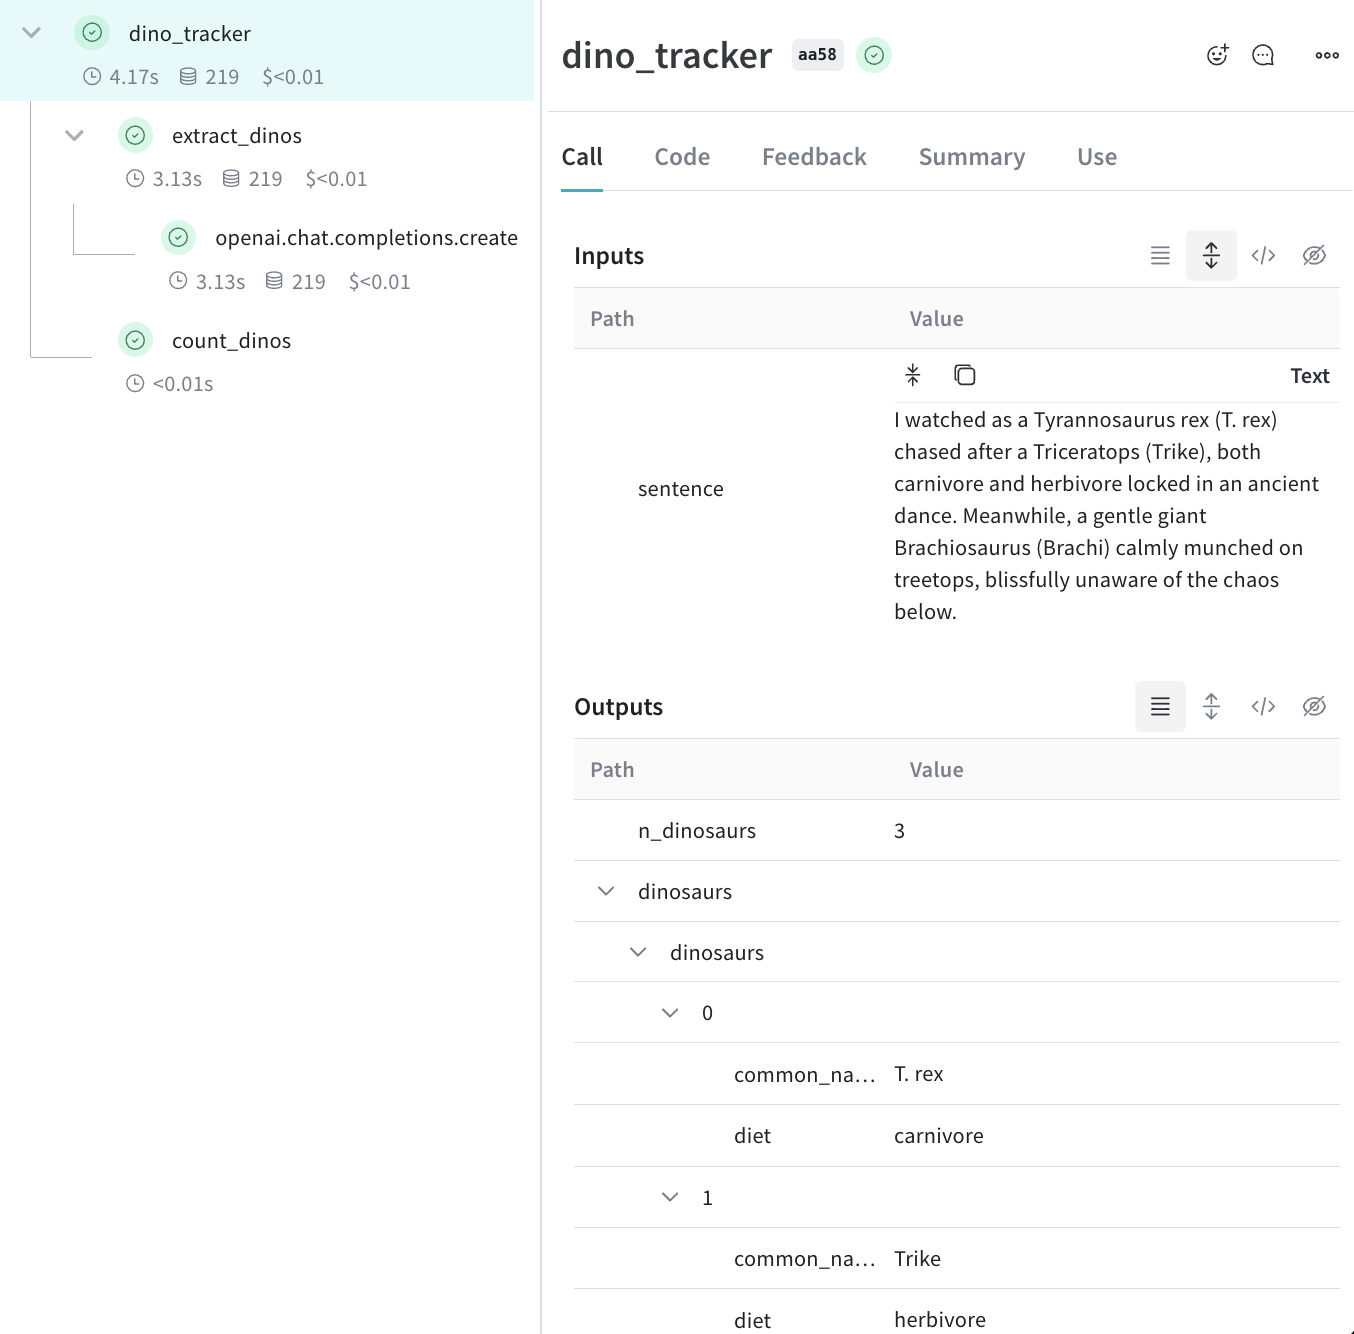 dino_tracker
4.17s 219 $<0.01
extract_dinos
3.13s 219 $<0.01
openai.chat.completions.create
3.13s 219 $<0.01
count_dinos
<0.01s
dino_tracker aa58
Call Code Feedback Summary Use
Inputs
Path Value
Text
sentence
I watched as a Tyrannosaurus rex (T. rex)
chased after a Triceratops (Trike), both
carnivore and herbivore locked in an ancient
dance. Meanwhile, a gentle giant
Brachiosaurus (Brachi) calmly munched on
treetops, blissfully unaware of the chaos
below.
Outputs
Path Value
n_dinosaurs 3
dinosaurs
dinosaurs
0
common_na... T. rex
diet carnivore
1
common_na... Trike
diet herbivore